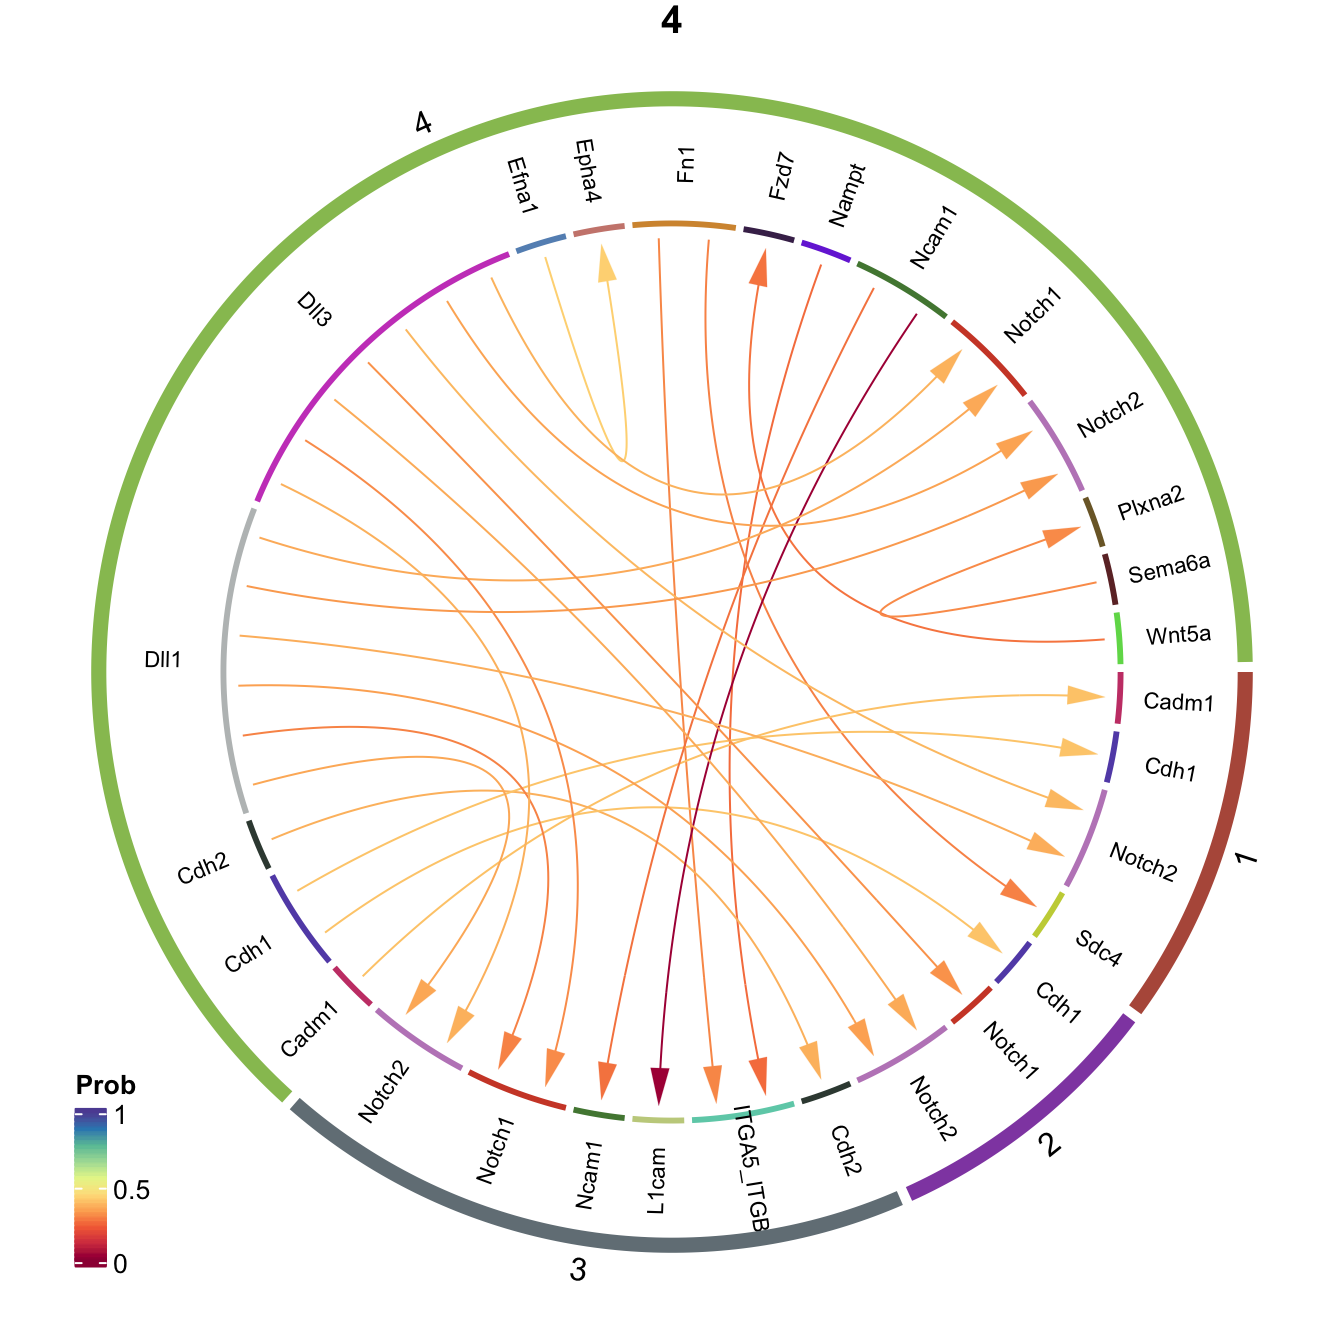 4
4
Efna1
Epha4
Fn1
Fzd7
Nampt
Ncam1
Notch1
Notch2
Plxna2
Sema6a
Wnt5a
Dll3
Dll1
Cdh2
Cdh1
Cadm1
Cadm1
Cdh1
Notch2
Sdc4
1
Cdh1
Notch1
Notch2
2
Cdh2
ITGA5_ITGB
L1cam
Ncam1
Notch1
Notch2
3
Prob
1
0.5
0